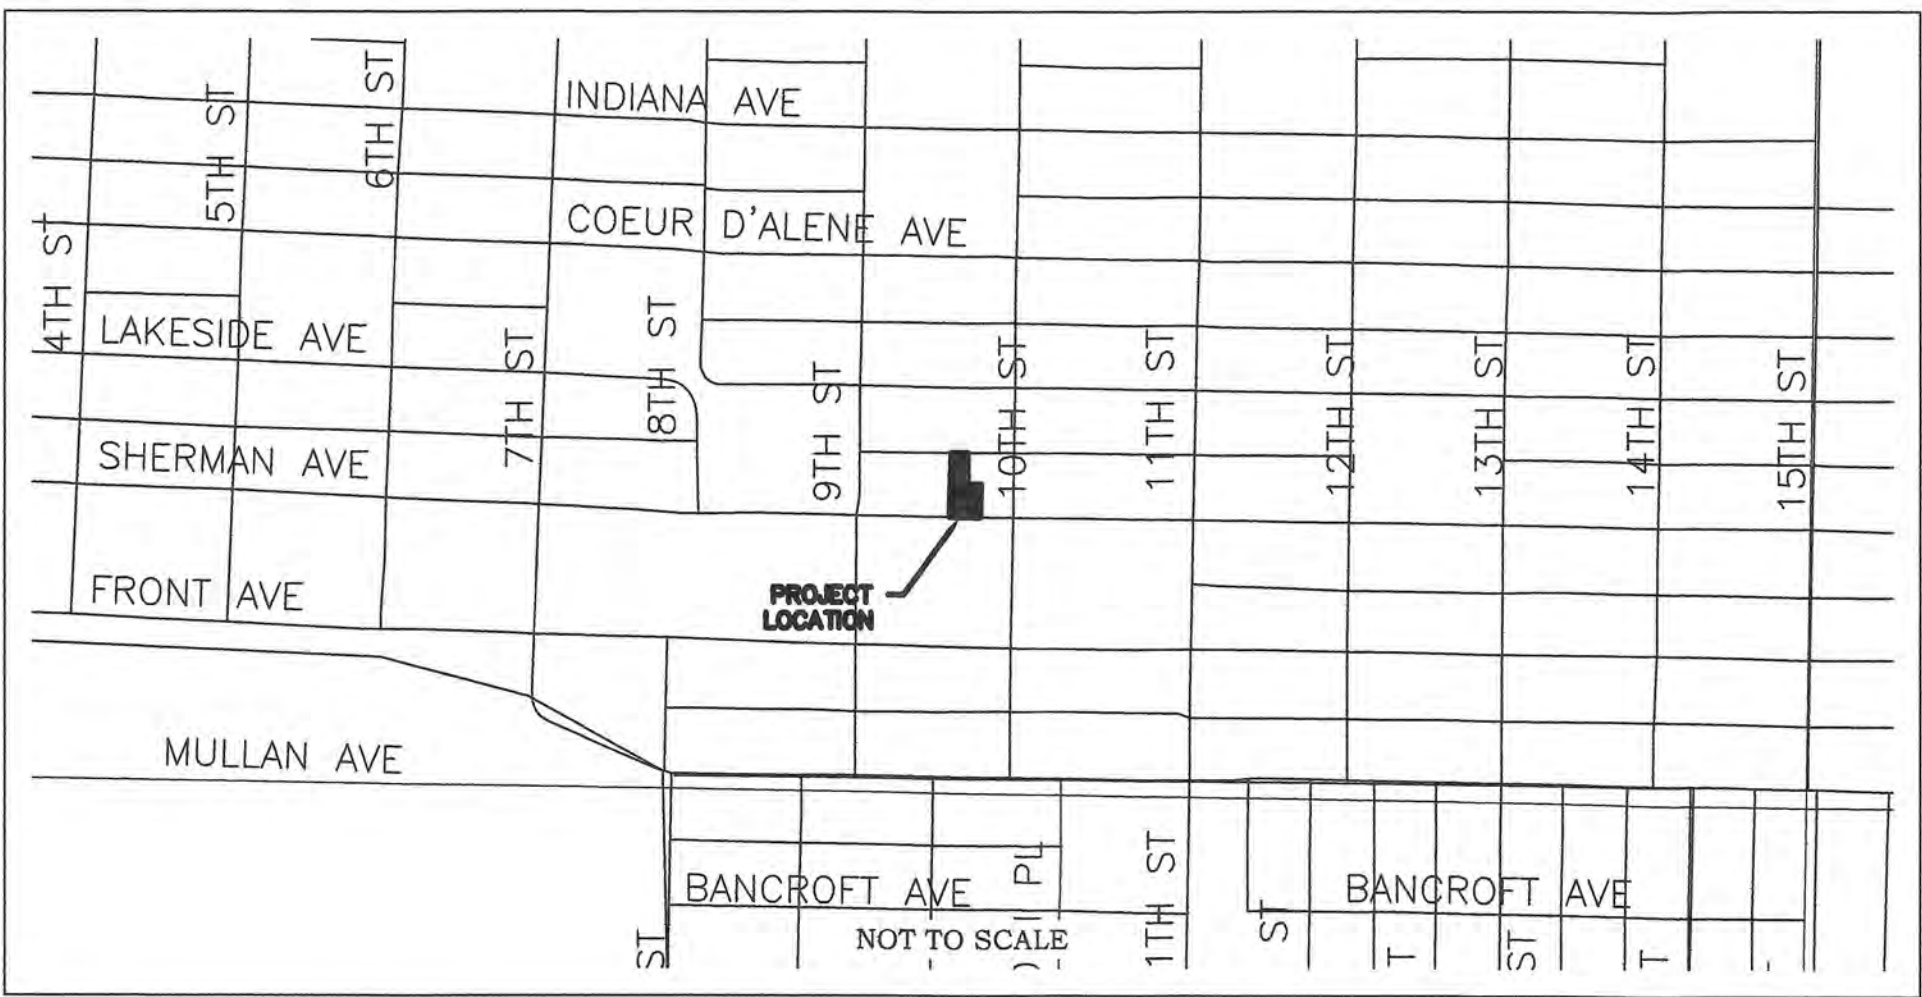 INDIANA AVE
5TH ST
6TH ST
COEUR D'ALENE AVE
4TH ST
LAKESIDE AVE
7TH ST
8TH ST
9TH ST
10TH ST
11TH ST
12TH ST
13TH ST
14TH ST
15TH ST
SHERMAN AVE
FRONT AVE
PROJECT
LOCATION
MULLAN AVE
BANCROFT AVE
PL
1TH ST
BANCROFT AVE
NOT TO SCALE
ST
ST
ST
T
T